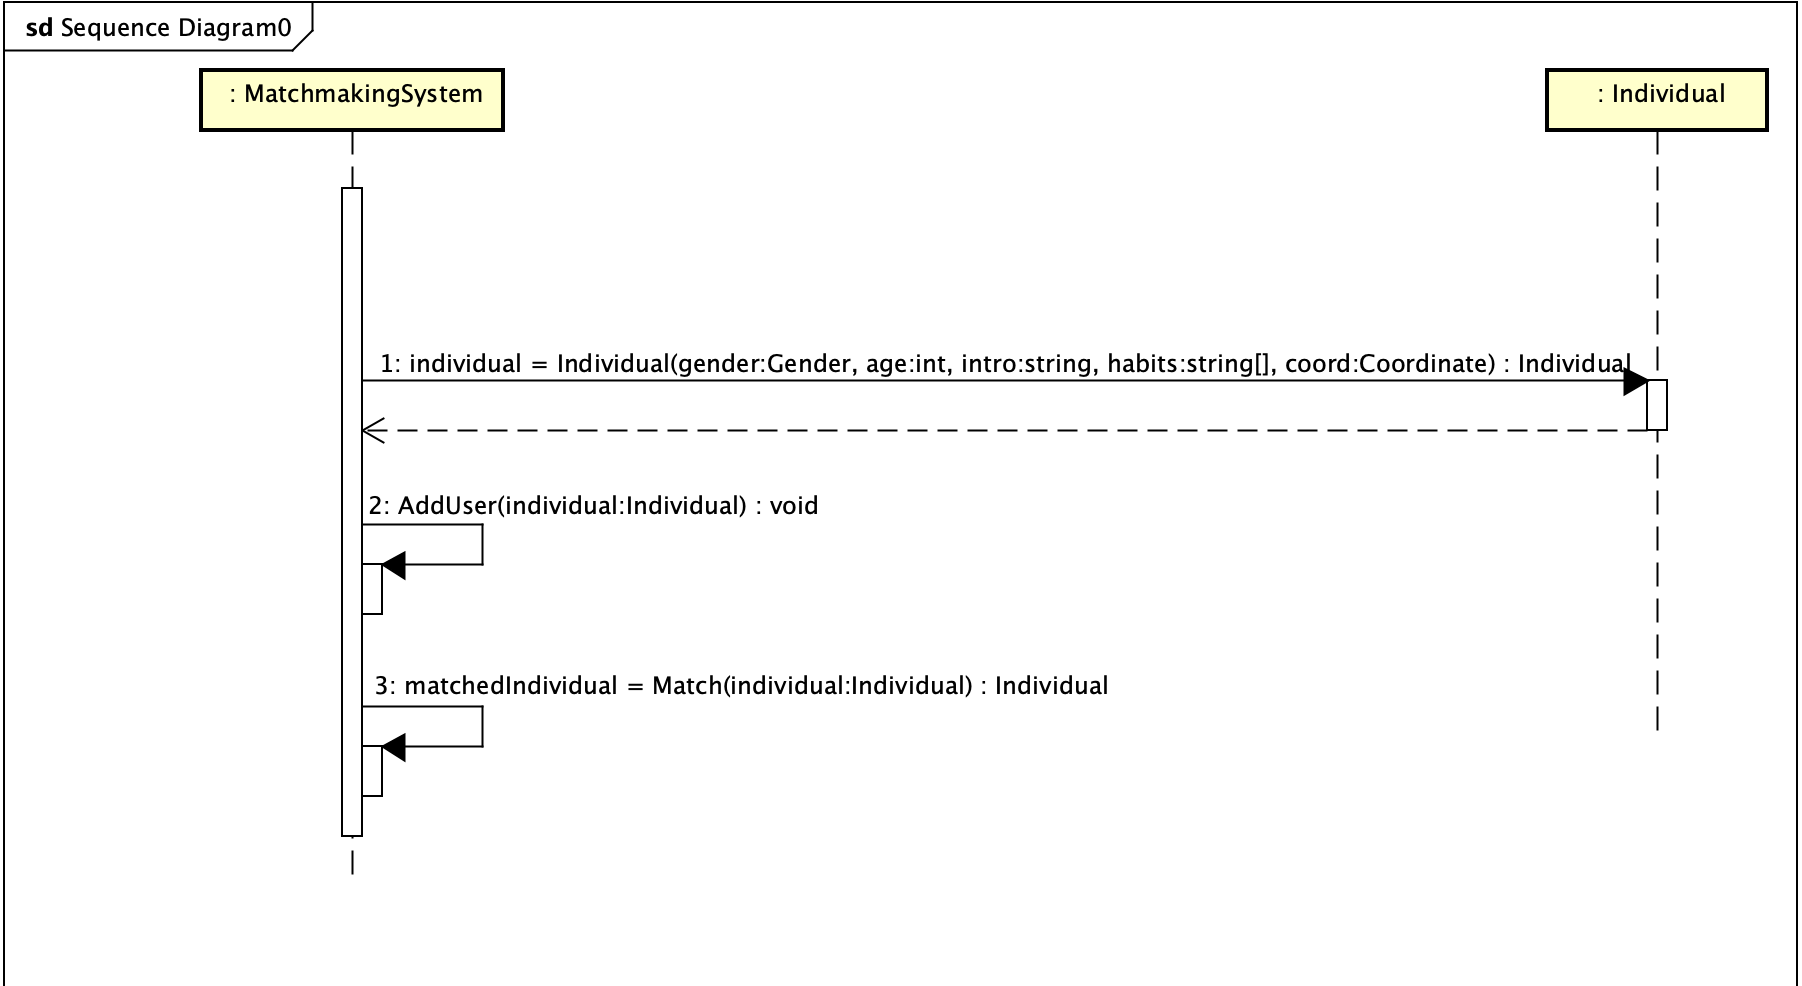 sd Sequence Diagram0
: MatchmakingSystem
: Individual
1: individual = Individual(gender:Gender, age:int, intro:string, habits:string[], coord:Coordinate) : Individual
2: AddUser(individual:Individual) : void
3: matchedIndividual = Match(individual:Individual) : Individual